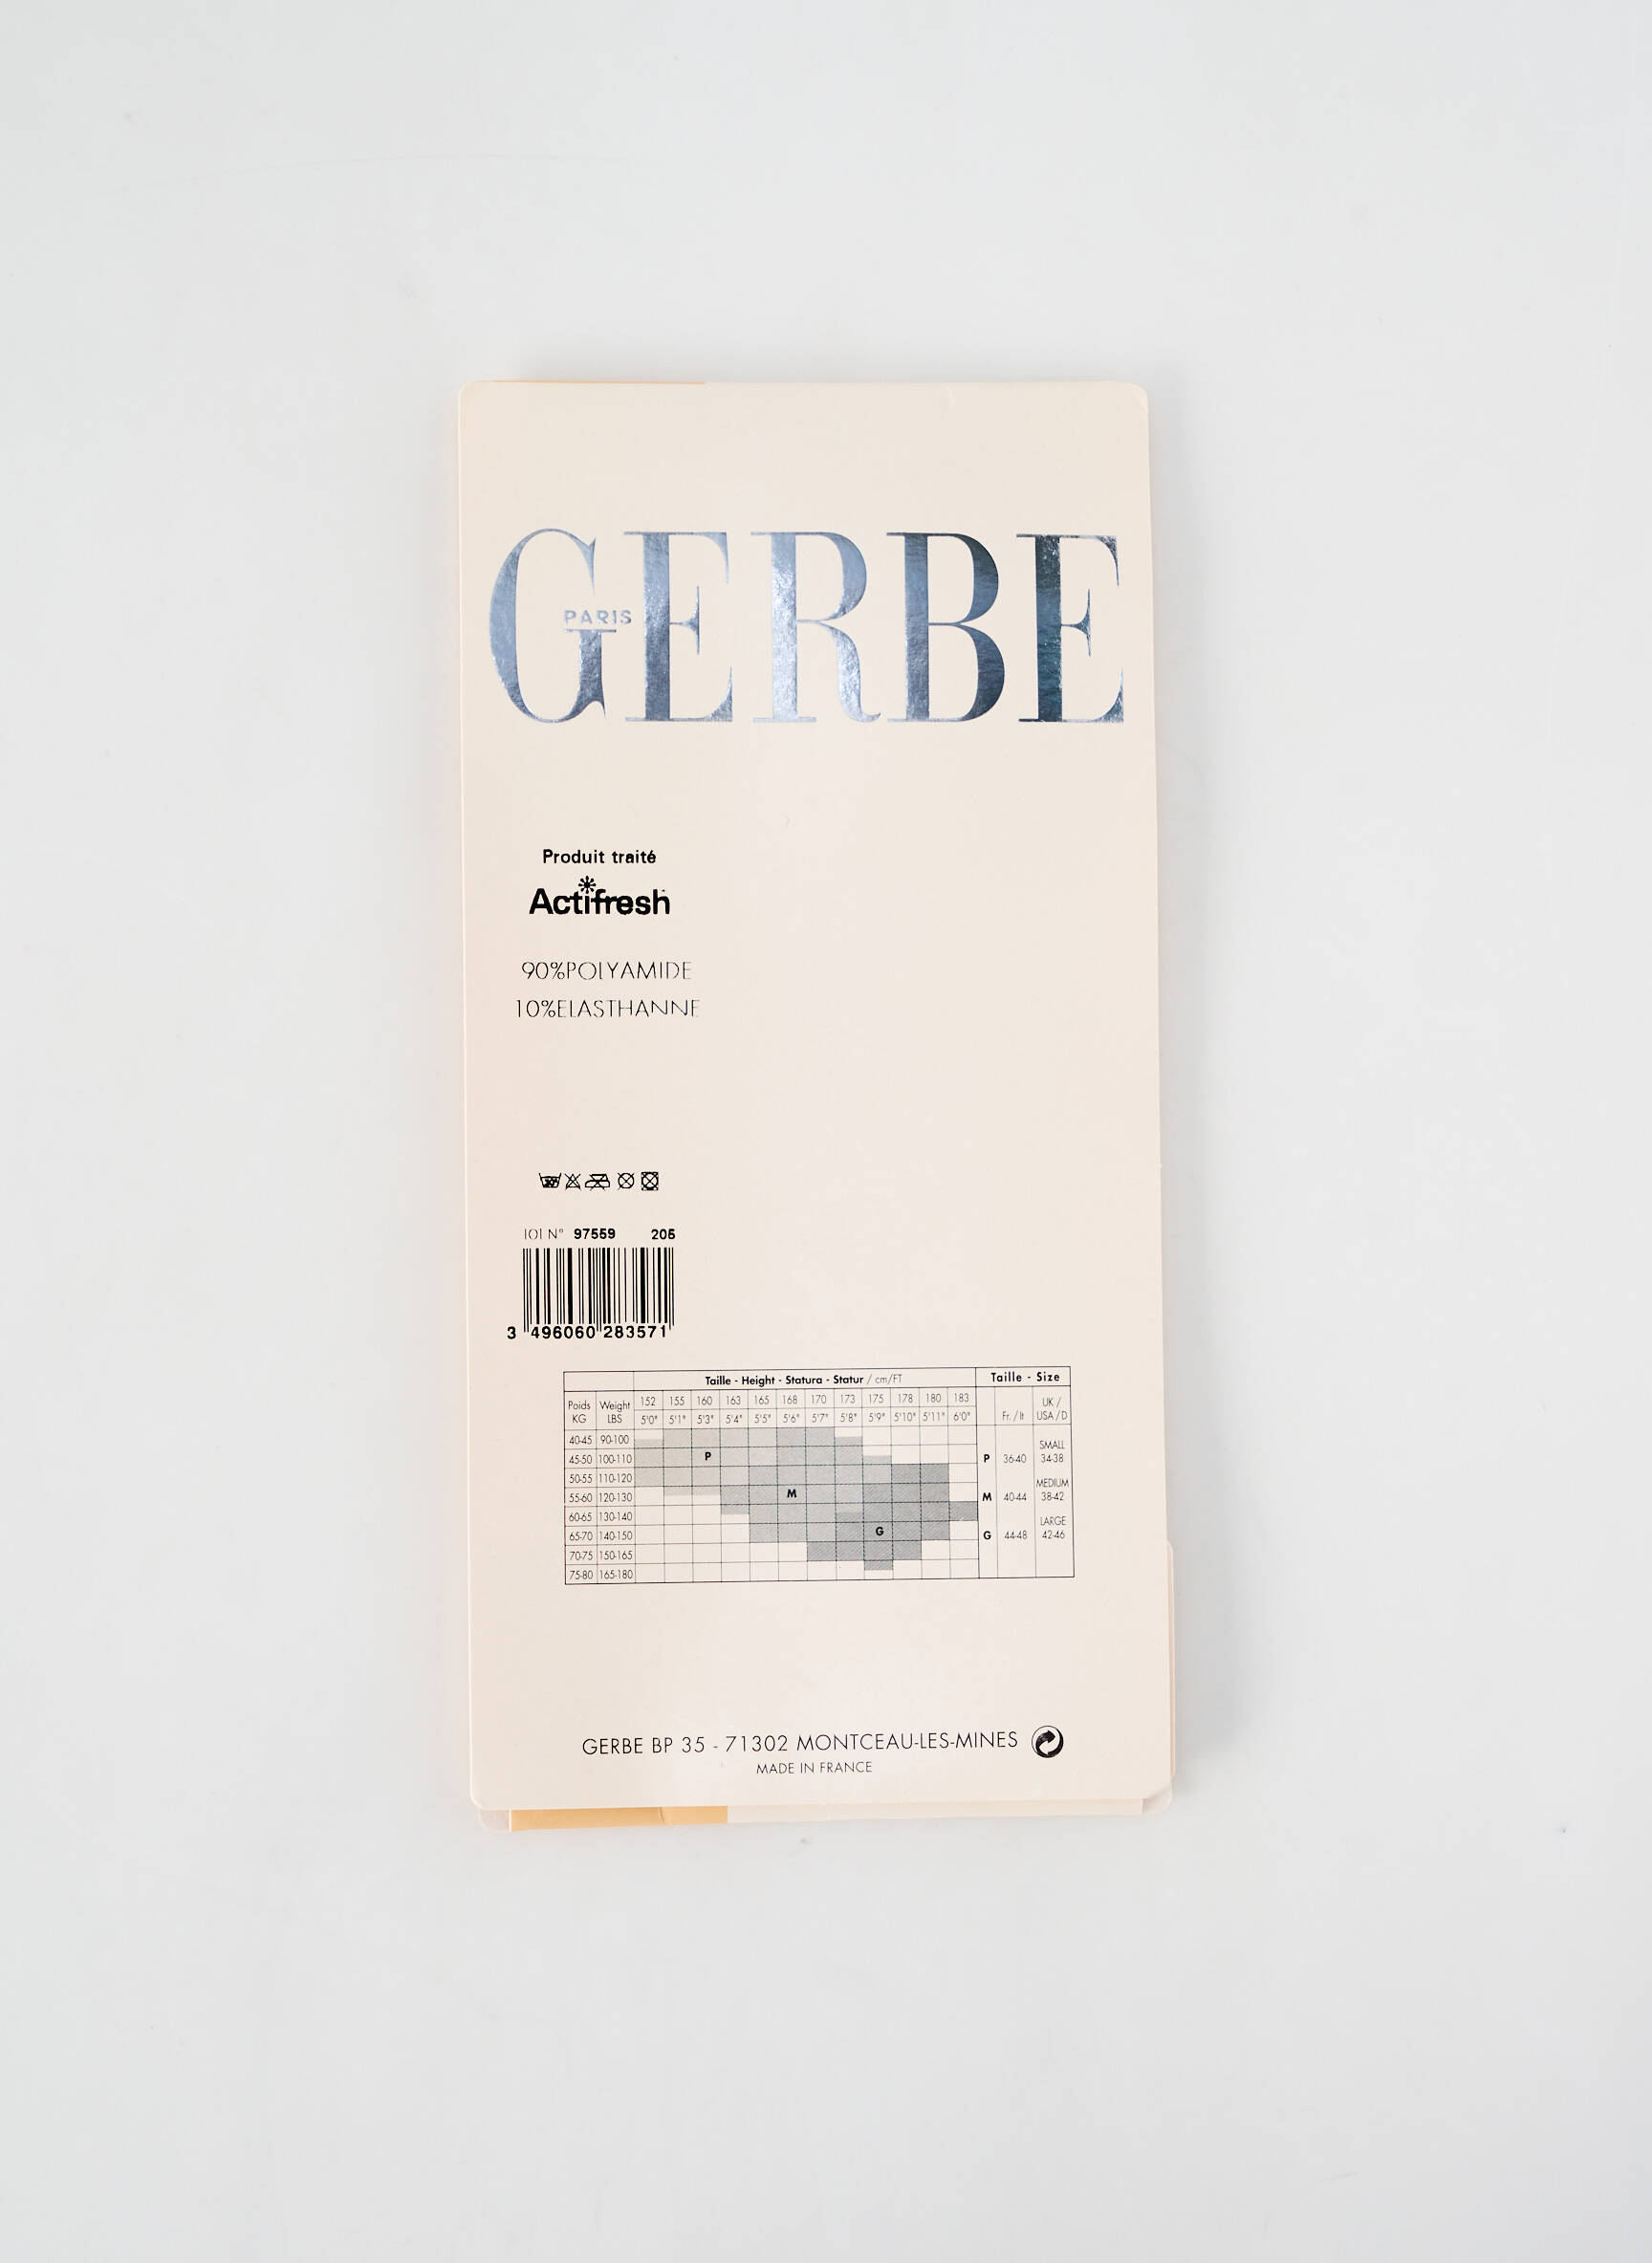 GERBE
PARIS
Produit traité
Actifresh
90%POLYAMIDE
10%ELASTHANNE
LOT N° 97559 205
3 496060 283571
Taille - Height - Statura - Statur / cm/FT Taille - Size
Poids KG Weight LBS 152 155 160 163 165 168 170 173 175 178 180 183 Fr./It UK / USA/D
5'0" 5'1" 5'3" 5'4" 5'5" 5'6" 5'7" 5'8" 5'9" 5'10" 5'11" 6'0"
40-45 90-100
45-50 100-110 P P 36-40 SMALL 34-38
50-55 110-120
55-60 120-130 M M 40-44 MEDIUM 38-42
60-65 130-140
65-70 140-150 G G 44-48 LARGE 42-46
70-75 150-165
75-80 165-180
GERBE BP 35 - 71302 MONTCEAU-LES-MINES
MADE IN FRANCE